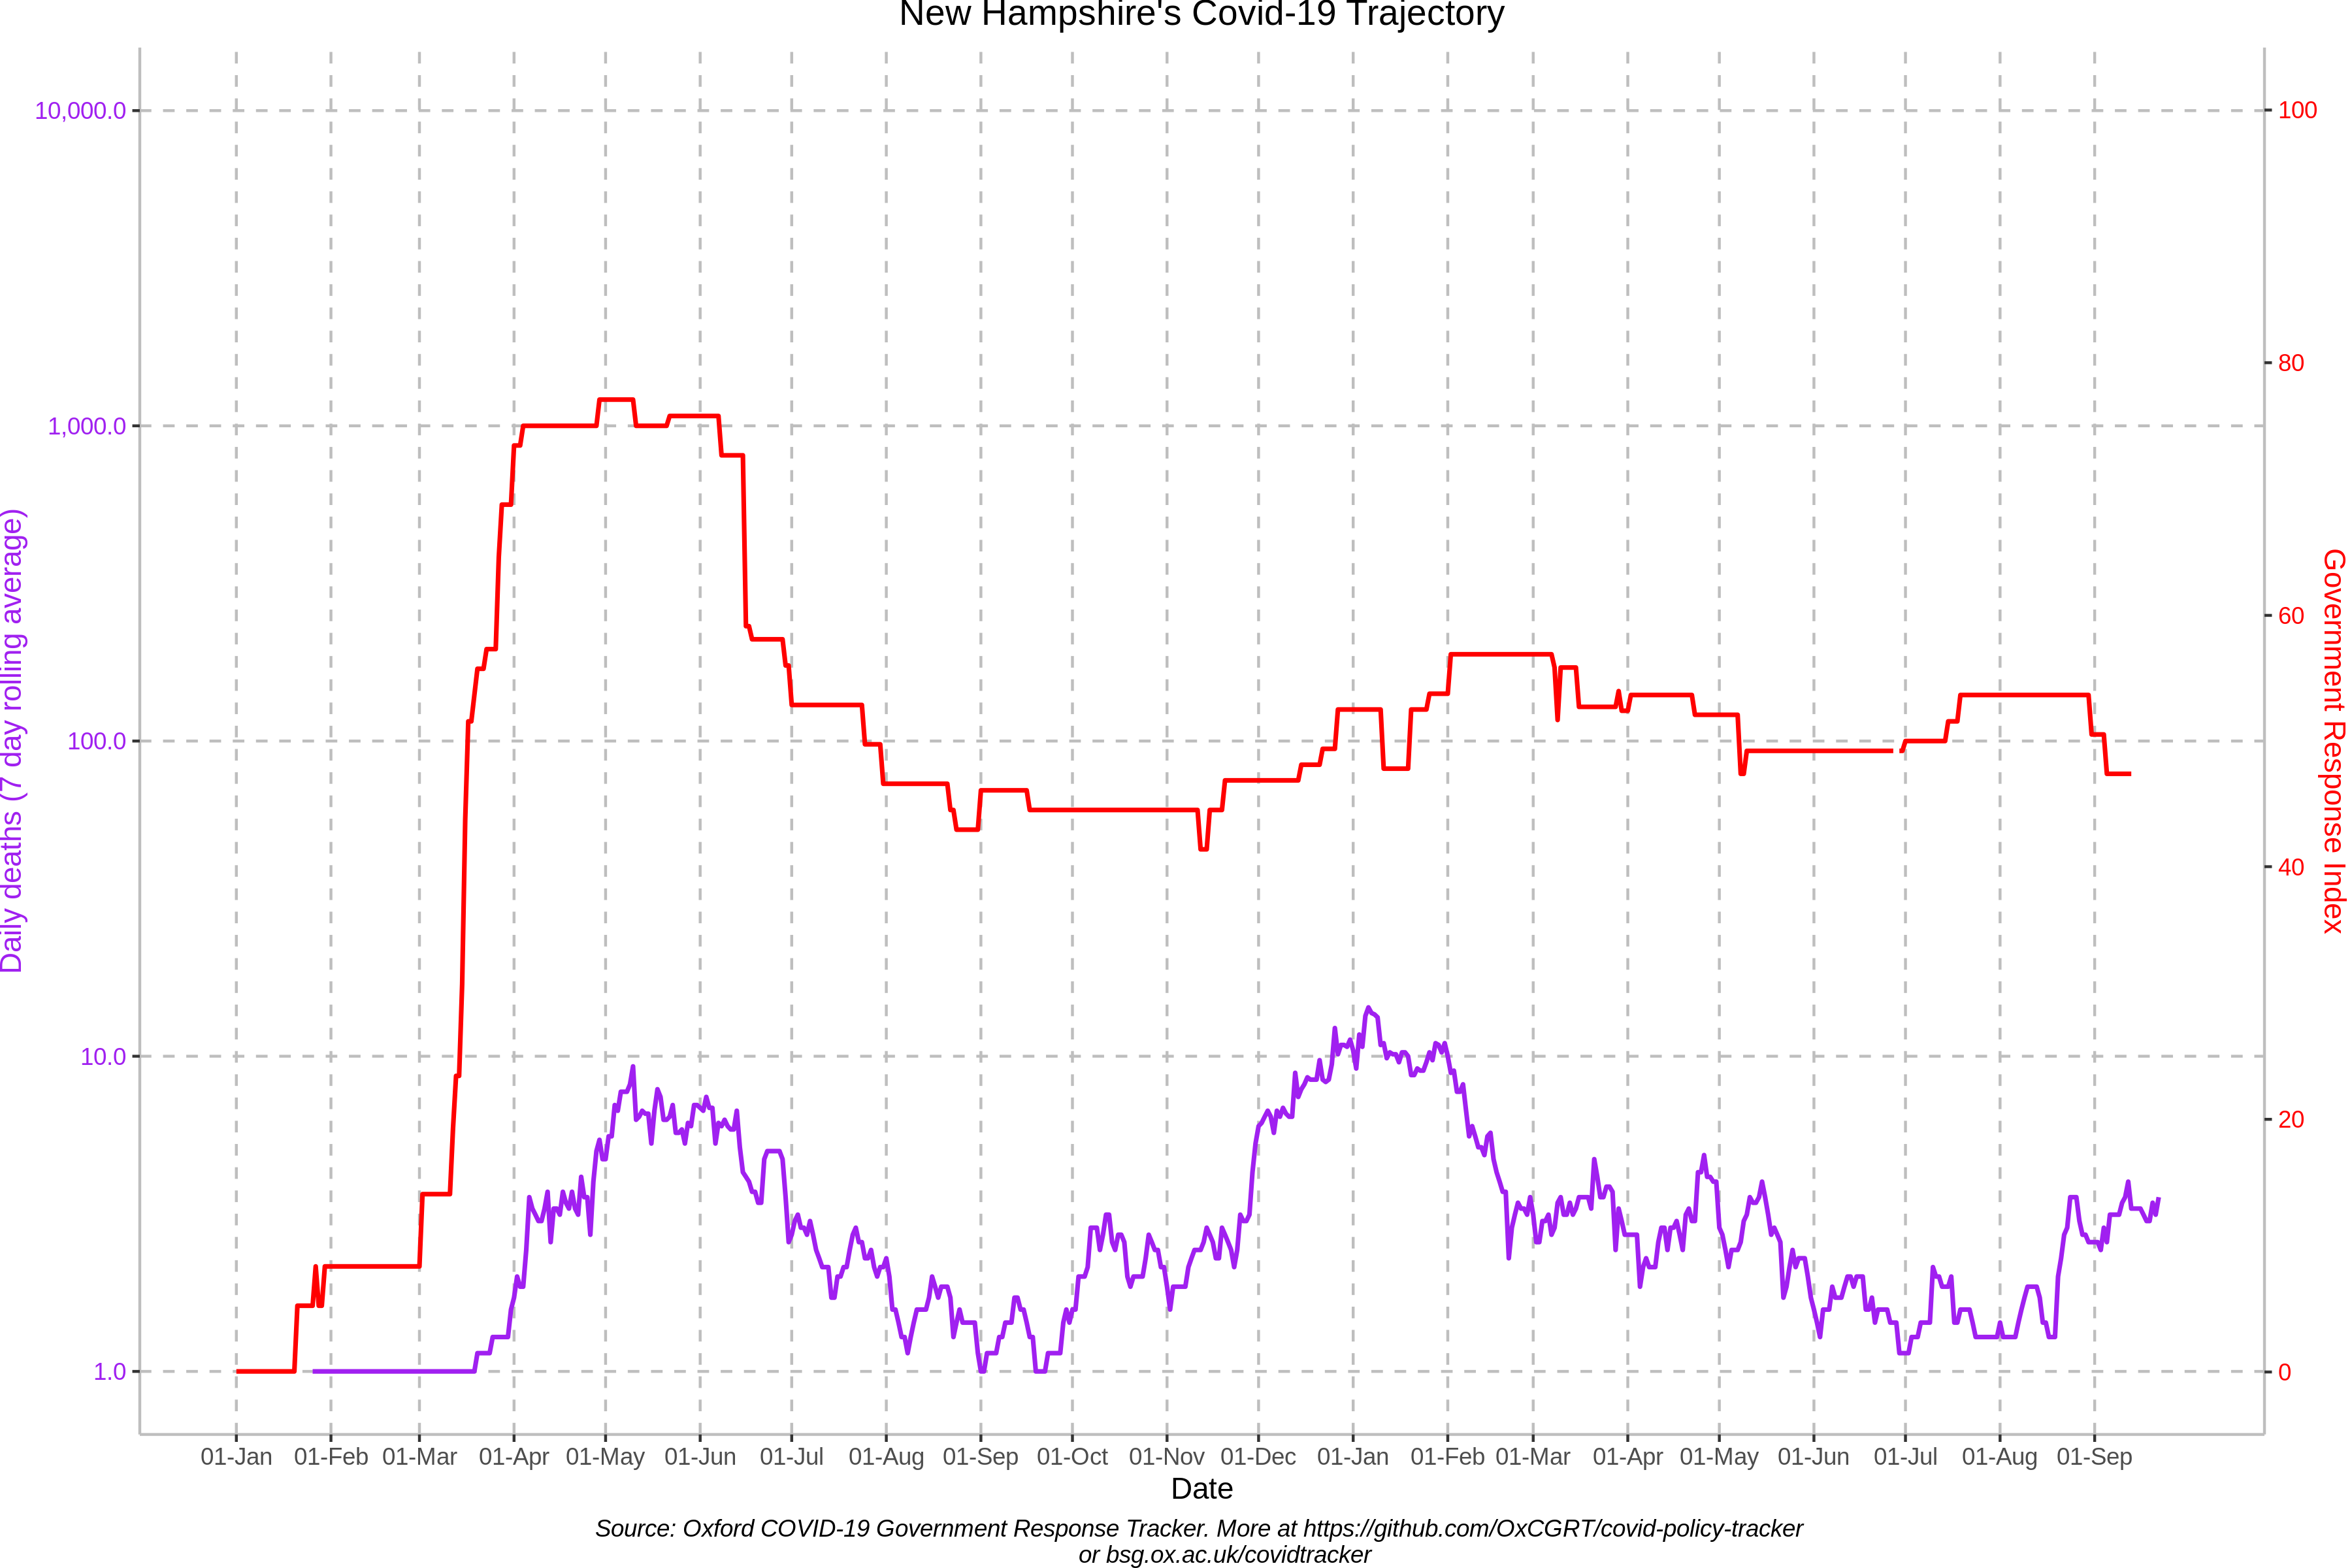 New Hampshire's Covid-19 Trajectory
10,000.0
1,000.0
100.0
10.0
1.0
Daily deaths (7 day rolling average)
100
80
60
40
20
0
Government Response Index
01-Jan 01-Feb 01-Mar 01-Apr 01-May 01-Jun 01-Jul 01-Aug 01-Sep 01-Oct 01-Nov 01-Dec 01-Jan 01-Feb 01-Mar 01-Apr 01-May 01-Jun 01-Jul 01-Aug 01-Sep
Date
Source: Oxford COVID-19 Government Response Tracker. More at https://github.com/OxCGRT/covid-policy-tracker
or bsg.ox.ac.uk/covidtracker